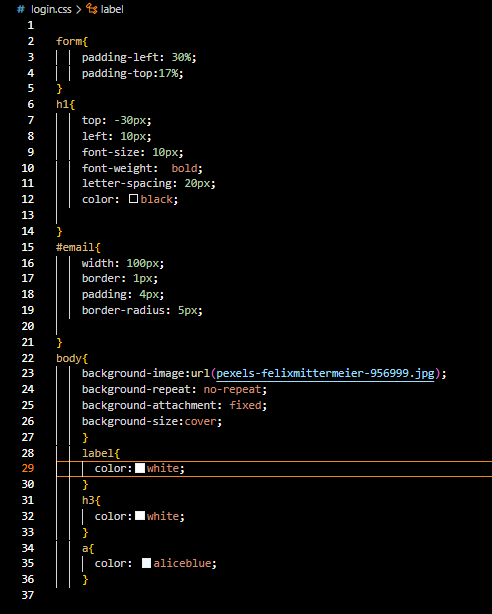 # login.css > label
1
2 form{
3     padding-left: 30%;
4     padding-top:17%;
5 }
6 h1{
7     top: -30px;
8     left: 10px;
9     font-size: 10px;
10     font-weight:  bold;
11     letter-spacing: 20px;
12     color: black;
13
14 }
15 #email{
16     width: 100px;
17     border: 1px;
18     padding: 4px;
19     border-radius: 5px;
20
21 }
22 body{
23     background-image:url(pexels-felixmittermeier-956999.jpg);
24     background-repeat: no-repeat;
25     background-attachment: fixed;
26     background-size:cover;
27     }
28     label{
29       color:white;
30     }
31     h3{
32       color:white;
33     }
34     a{
35       color: aliceblue;
36     }
37